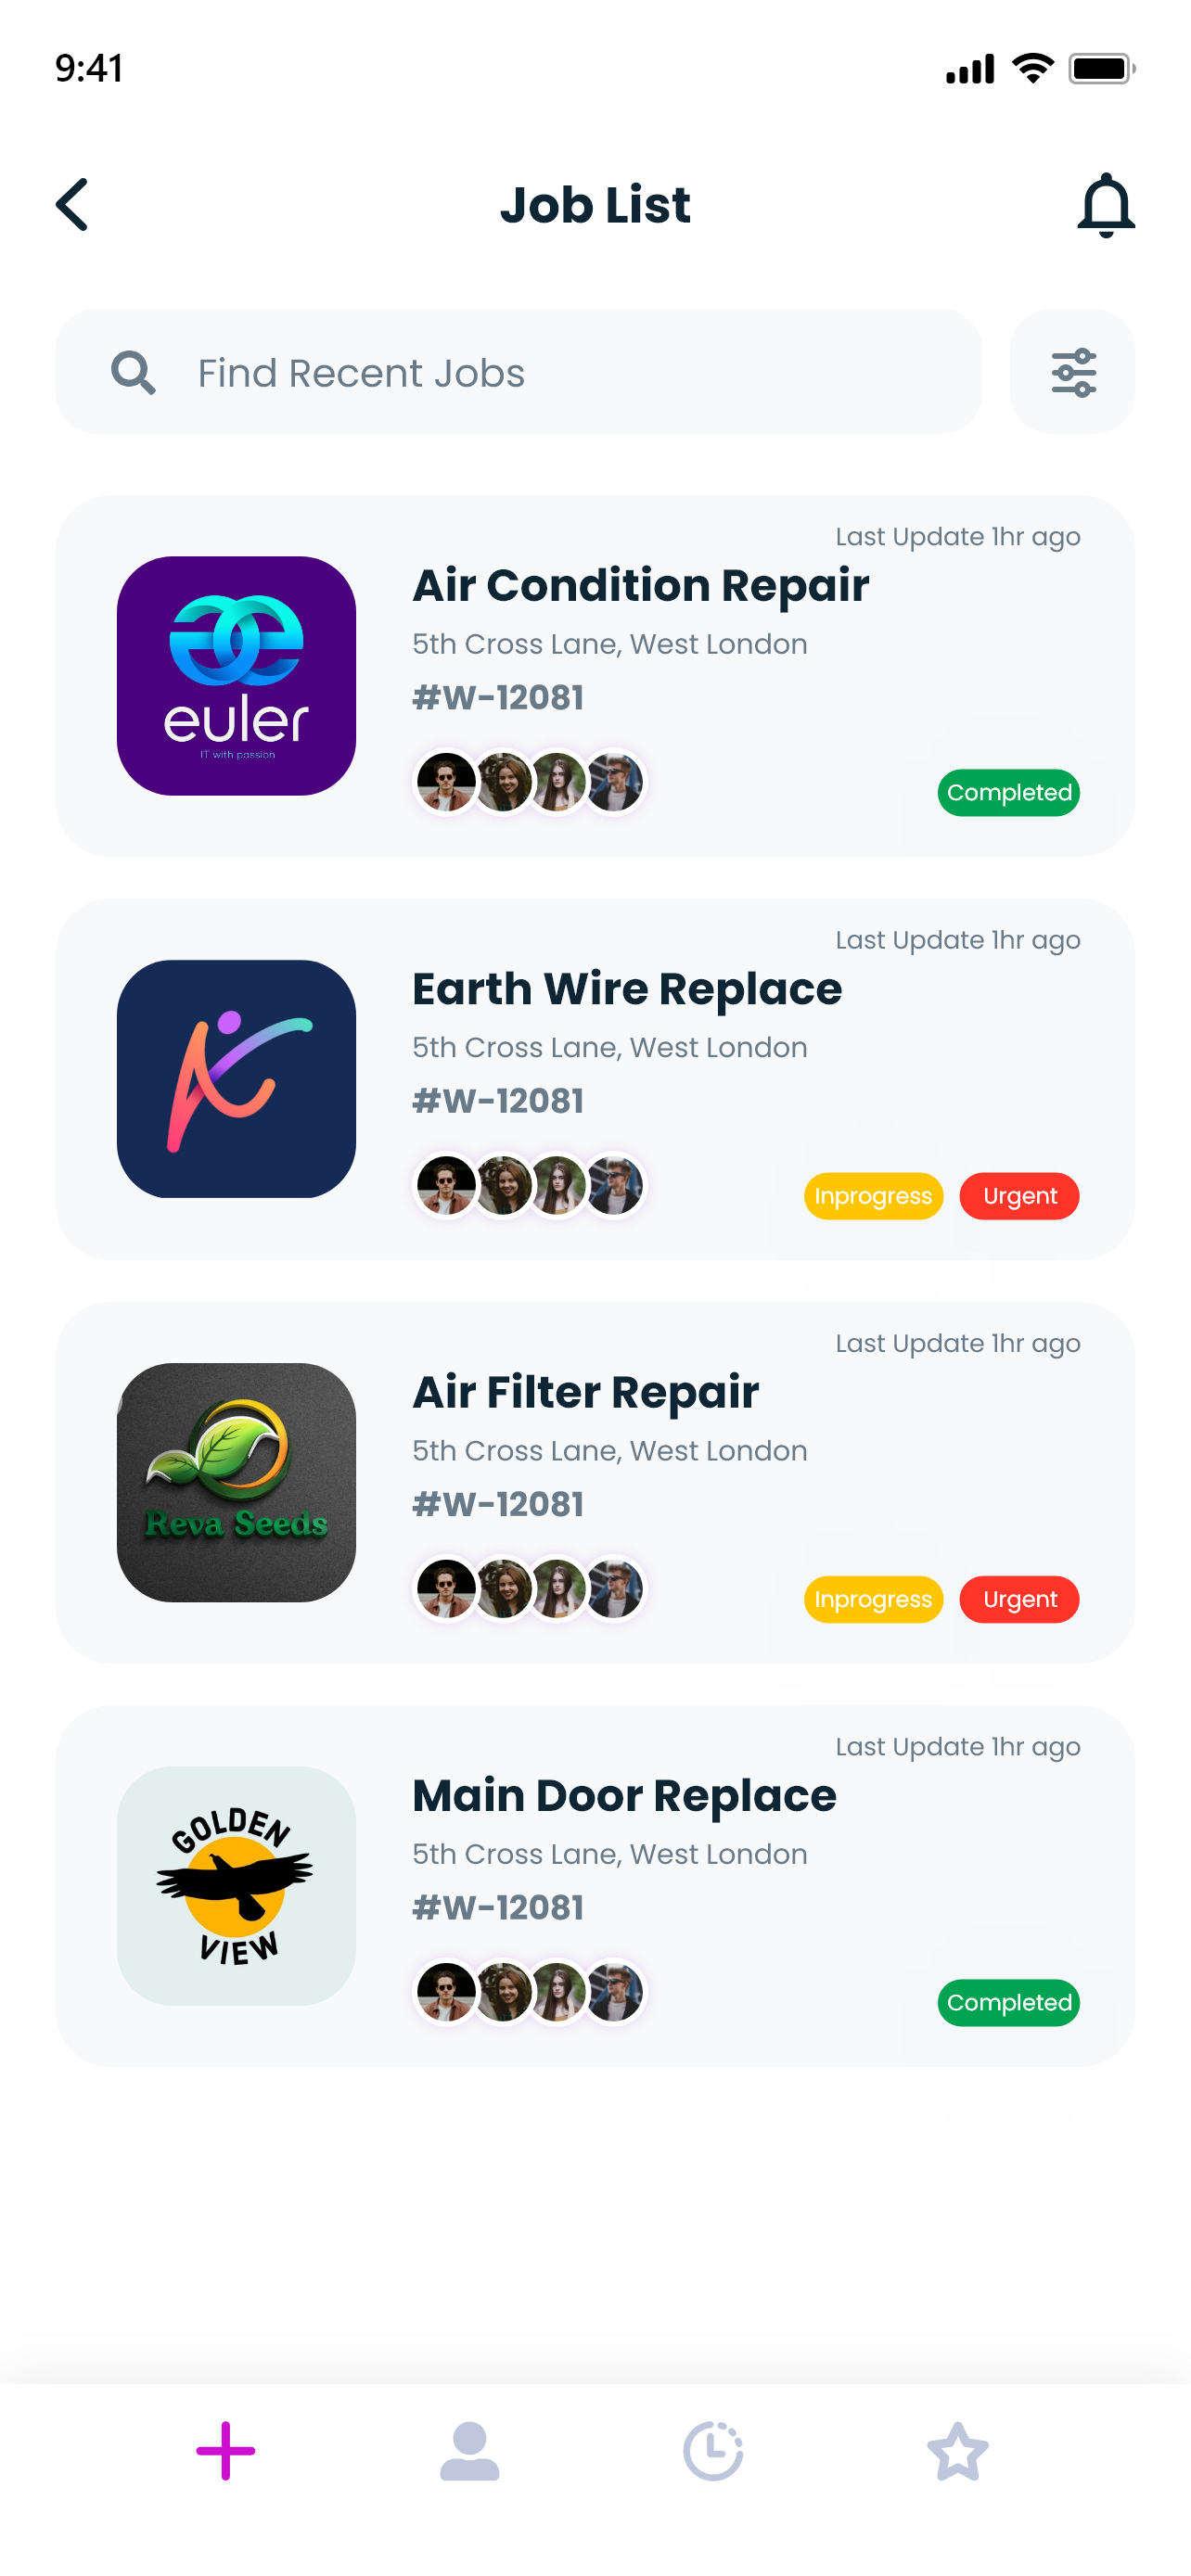 9:41
Job List
Find Recent Jobs
Last Update 1hr ago
Air Condition Repair
5th Cross Lane, West London
#W-12081
euler
IT with passion
Completed
Last Update 1hr ago
Earth Wire Replace
5th Cross Lane, West London
#W-12081
Inprogress
Urgent
Last Update 1hr ago
Air Filter Repair
5th Cross Lane, West London
#W-12081
Reva Seeds
Inprogress
Urgent
Last Update 1hr ago
Main Door Replace
5th Cross Lane, West London
#W-12081
GOLDEN
VIEW
Completed